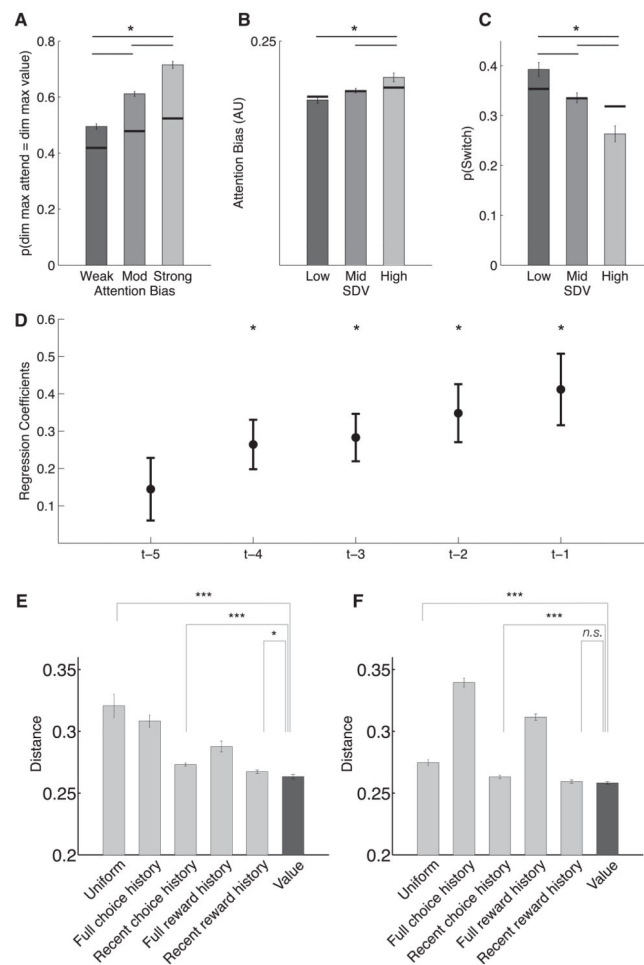 A
*
0.8
0.6
0.4
0.2
0
p(dim max attend = dim max value)
Weak Mod Strong
Attention Bias
B
*
0.25
Attention Bias (AU)
Low Mid High
SDV
C
*
0.4
0.3
0.2
0.1
0
p(Switch)
Low Mid High
SDV
D
0.6
0.5
0.4
0.3
0.2
0.1
Regression Coefficients
* * * *
t–5 t–4 t–3 t–2 t–1
E
***
***
*
0.3
0.25
0.2
Distance
Uniform
Full choice history
Recent choice history
Full reward history
Recent reward history
Value
F
***
***
n.s.
0.3
0.25
0.2
Distance
Uniform
Full choice history
Recent choice history
Full reward history
Recent reward history
Value